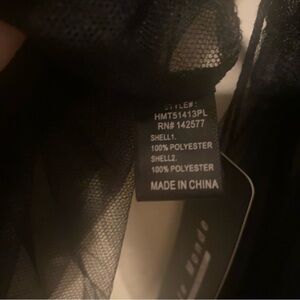 STYLE#:
HMT51413PL
RN# 142577
SHELL1.
100% POLYESTER
SHELL2.
100% POLYESTER
MADE IN CHINA